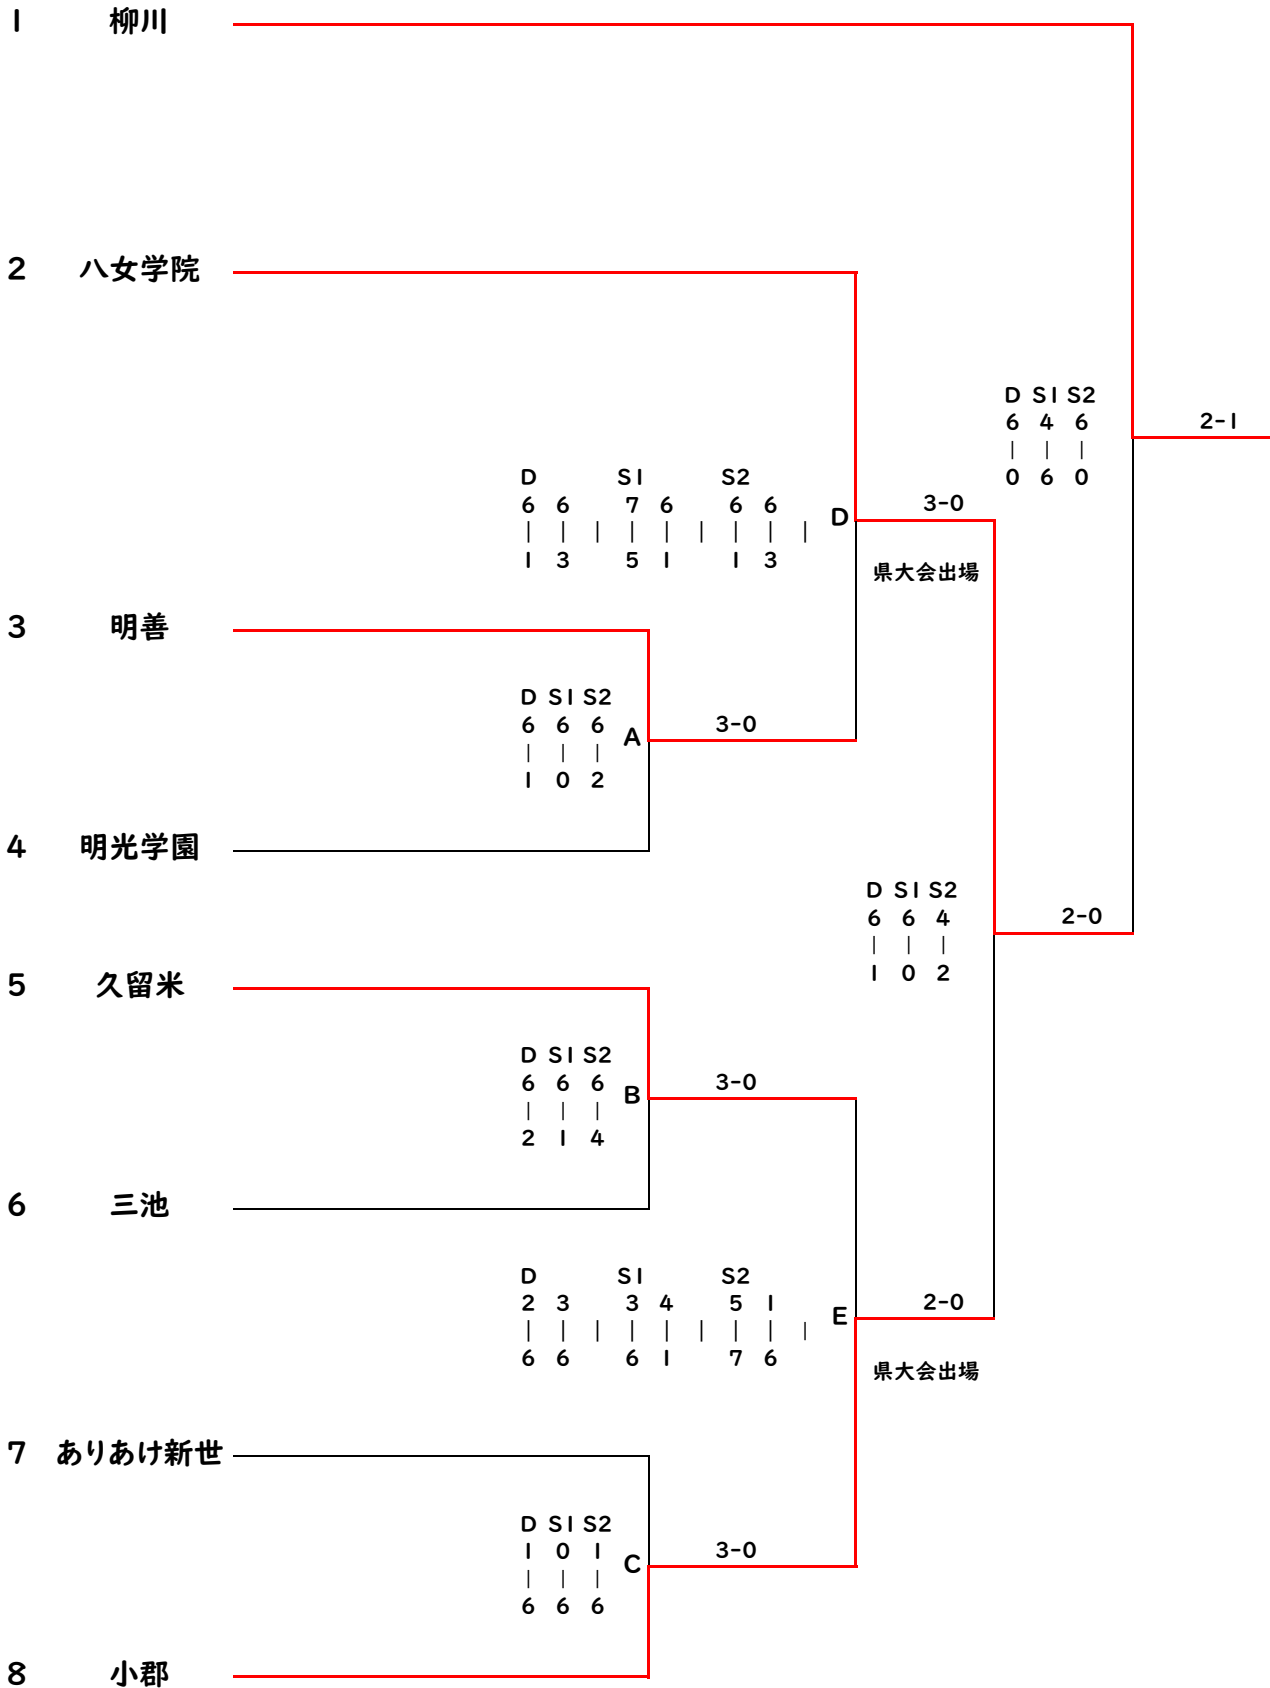 1 柳川
2 八女学院
D S1 S2
6 4 6
| | |
0 6 0
2-1
D S1 S2
6 6 7 6 6 6
| | | | | | | | |
1 3 5 1 1 3
D
3-0
県大会出場
3 明善
D S1 S2
6 6 6
| | |
1 0 2
A
3-0
4 明光学園
D S1 S2
6 6 4
| | |
1 0 2
2-0
5 久留米
D S1 S2
6 6 6
| | |
2 1 4
B
3-0
6 三池
D S1 S2
2 3 3 4 5 1
| | | | | | | | |
6 6 6 1 7 6
E
2-0
県大会出場
7 ありあけ新世
D S1 S2
1 0 1
| | |
6 6 6
C
3-0
8 小郡